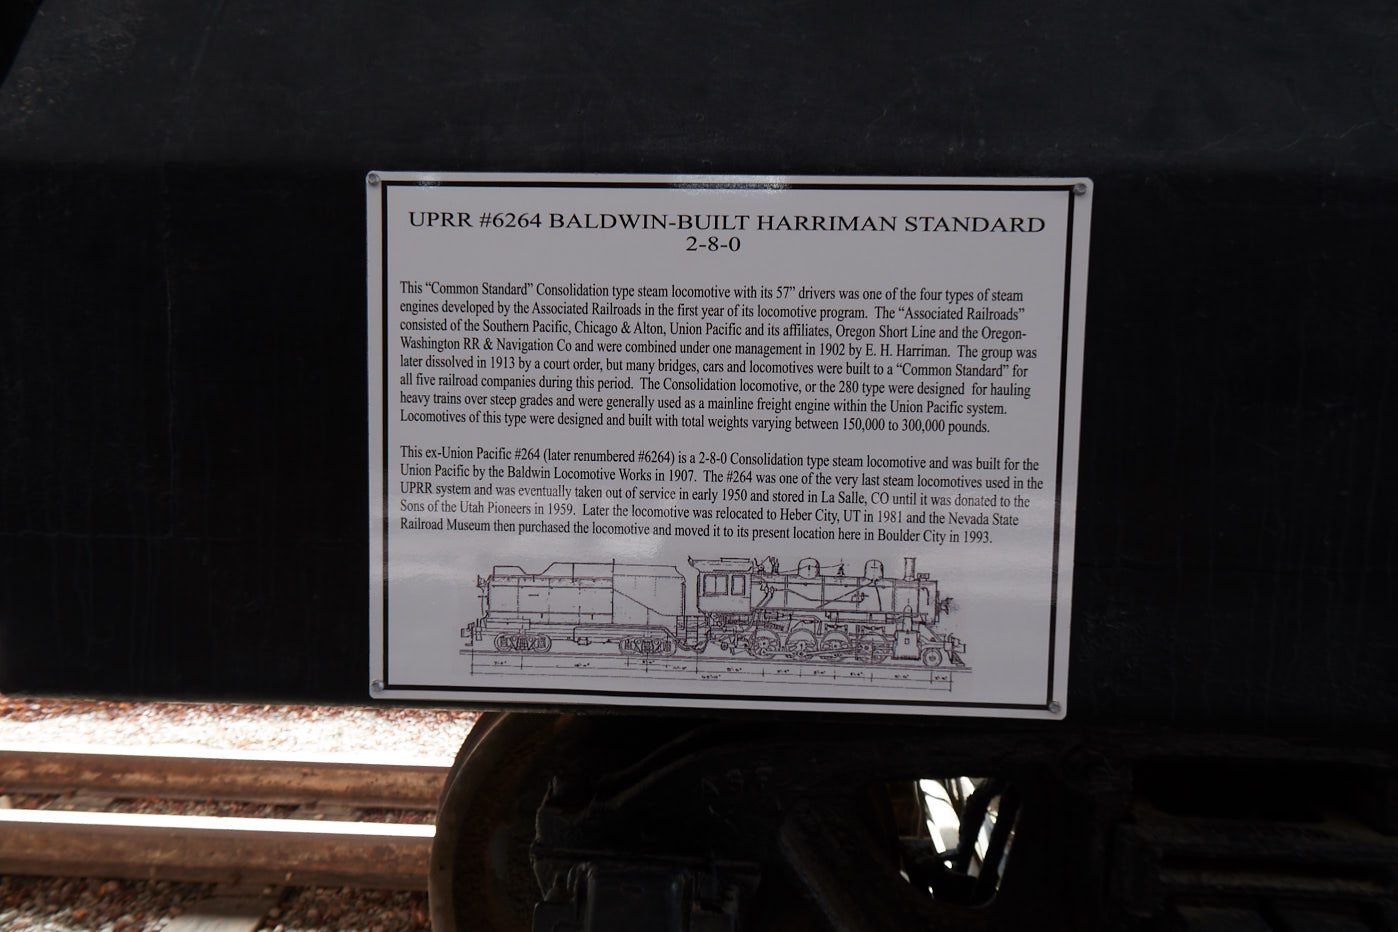 UPRR #6264 BALDWIN-BUILT HARRIMAN STANDARD
2-8-0
This “Common Standard” Consolidation type steam locomotive with its 57” drivers was one of the four types of steam
engines developed by the Associated Railroads in the first year of its locomotive program.  The “Associated Railroads”
consisted of the Southern Pacific, Chicago & Alton, Union Pacific and its affiliates, Oregon Short Line and the Oregon-
Washington RR & Navigation Co and were combined under one management in 1902 by E. H. Harriman.  The group was
later dissolved in 1913 by a court order, but many bridges, cars and locomotives were built to a “Common Standard” for
all five railroad companies during this period.  The Consolidation locomotive, or the 280 type were designed  for hauling
heavy trains over steep grades and were generally used as a mainline freight engine within the Union Pacific system.
Locomotives of this type were designed and built with total weights varying between 150,000 to 300,000 pounds.
This ex-Union Pacific #264 (later renumbered #6264) is a 2-8-0 Consolidation type steam locomotive and was built for the
Union Pacific by the Baldwin Locomotive Works in 1907.  The #264 was one of the very last steam locomotives used in the
UPRR system and was eventually taken out of service in early 1950 and stored in La Salle, CO until it was donated to the
Sons of the Utah Pioneers in 1959.  Later the locomotive was relocated to Heber City, UT in 1981 and the Nevada State
Railroad Museum then purchased the locomotive and moved it to its present location here in Boulder City in 1993.